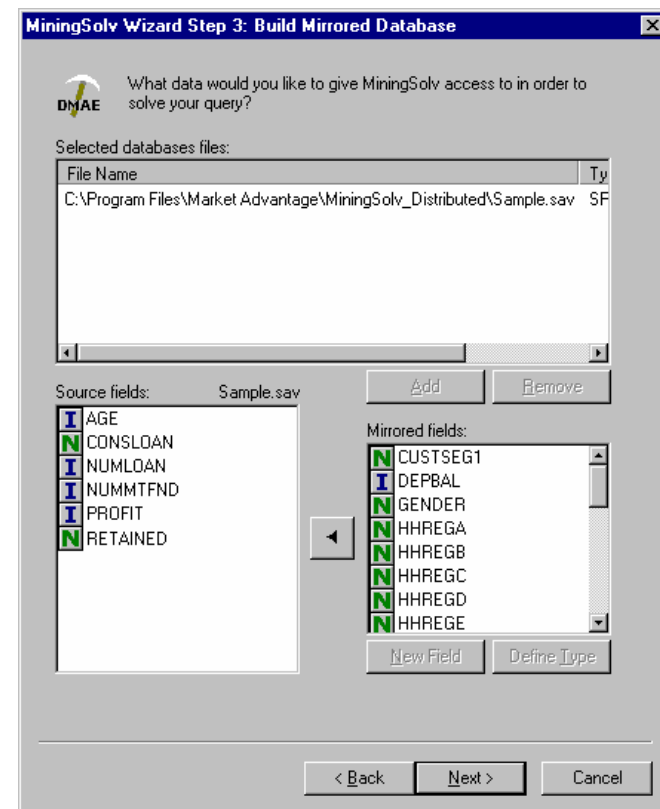 MiningSolv Wizard Step 3: Build Mirrored Database
What data would you like to give MiningSolv access to in order to
solve your query?
DMAE
Selected databases files:
File Name Ty
C:\Program Files\Market Advantage\MiningSolv_Distributed\Sample.sav SF
Add Remove
Source fields: Sample.sav
I AGE
N CONSLOAN
I NUMLOAN
I NUMMTFND
I PROFIT
N RETAINED
Mirrored fields:
N CUSTSEG1
I DEPBAL
N GENDER
N HHREGA
N HHREGB
N HHREGC
N HHREGD
N HHREGE
New Field Define Type
< Back Next > Cancel